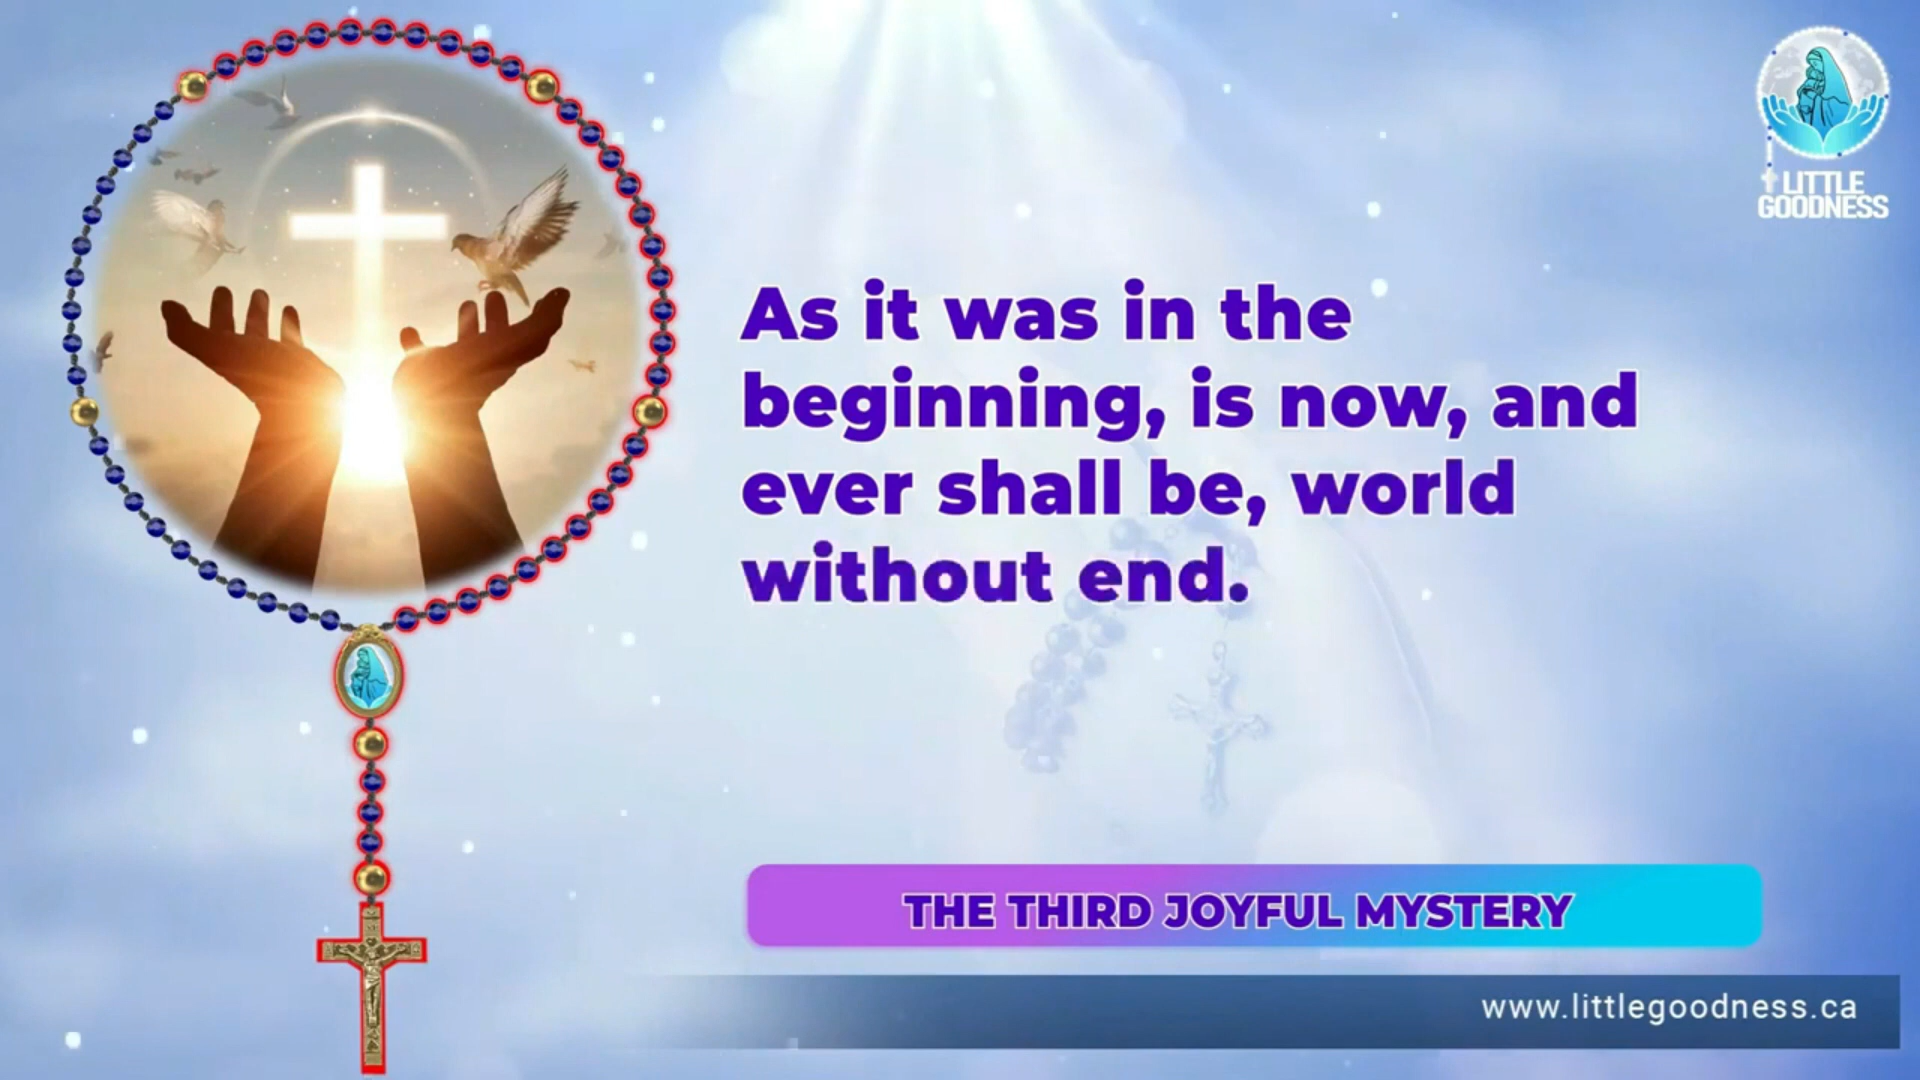 LITTLE
GOODNESS
As it was in the
beginning, is now, and
ever shall be, world
without end.
THE THIRD JOYFUL MYSTERY
www.littlegoodness.ca